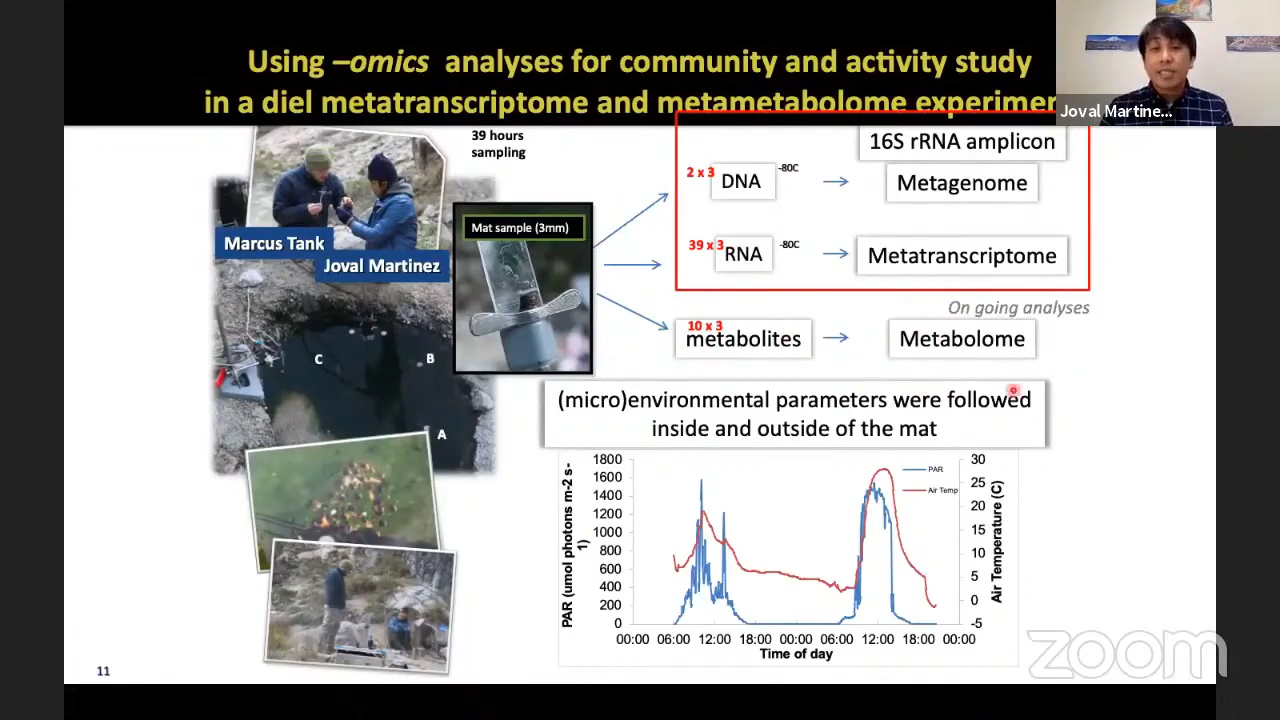 Using –omics analyses for community and activity study
in a diel metatranscriptome and metametabolome experimen
Joval Martine...
39 hours
sampling
Marcus Tank
Joval Martinez
Mat sample (3mm)
C
B
A
16S rRNA amplicon
2 x 3
DNA
-80C
Metagenome
39 x 3
RNA
-80C
Metatranscriptome
On going analyses
10 x 3
metabolites
Metabolome
(micro)environmental parameters were followed
inside and outside of the mat
PAR (umol photons m-2 s-
1)
1800
1600
1400
1200
1000
800
600
400
200
0
PAR
Air Temp
30
25
20
15
10
5
0
-5
Air Temperature (C)
00:00 06:00 12:00 18:00 00:00 06:00 12:00 18:00 00:00
Time of day
11
zoom